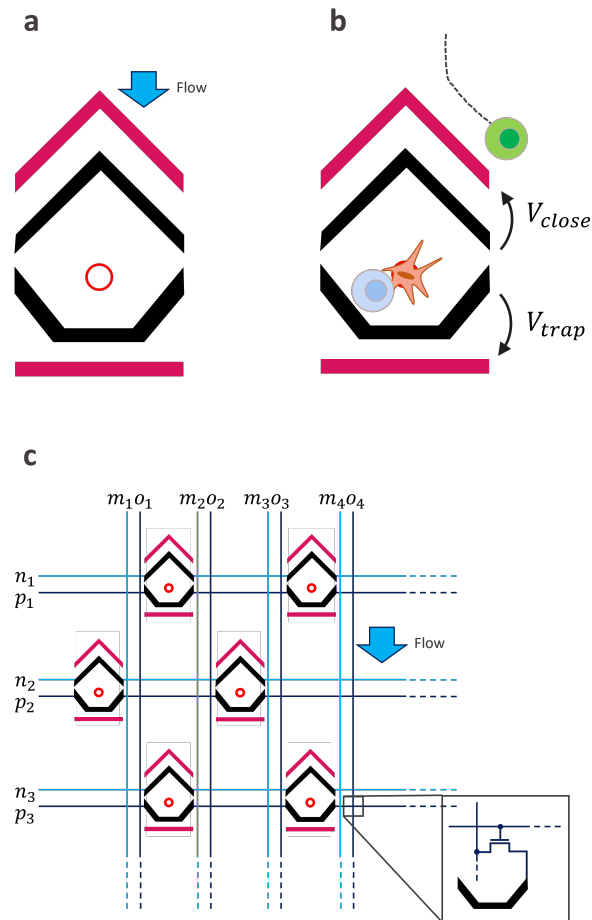 a
b
Flow
V_close
V_trap
c
m₁o₁ m₂o₂ m₃o₃ m₄o₄
n₁
p₁
Flow
n₂
p₂
n₃
p₃